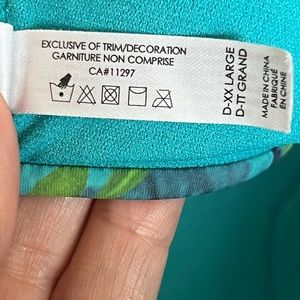 EXCLUSIVE OF TRIM/DECORATION
GARNITURE NON COMPRISE
CA#11297
D-XX LARGE
D-TT GRAND
MADE IN CHINA
FABRIQUÉ
EN CHINE